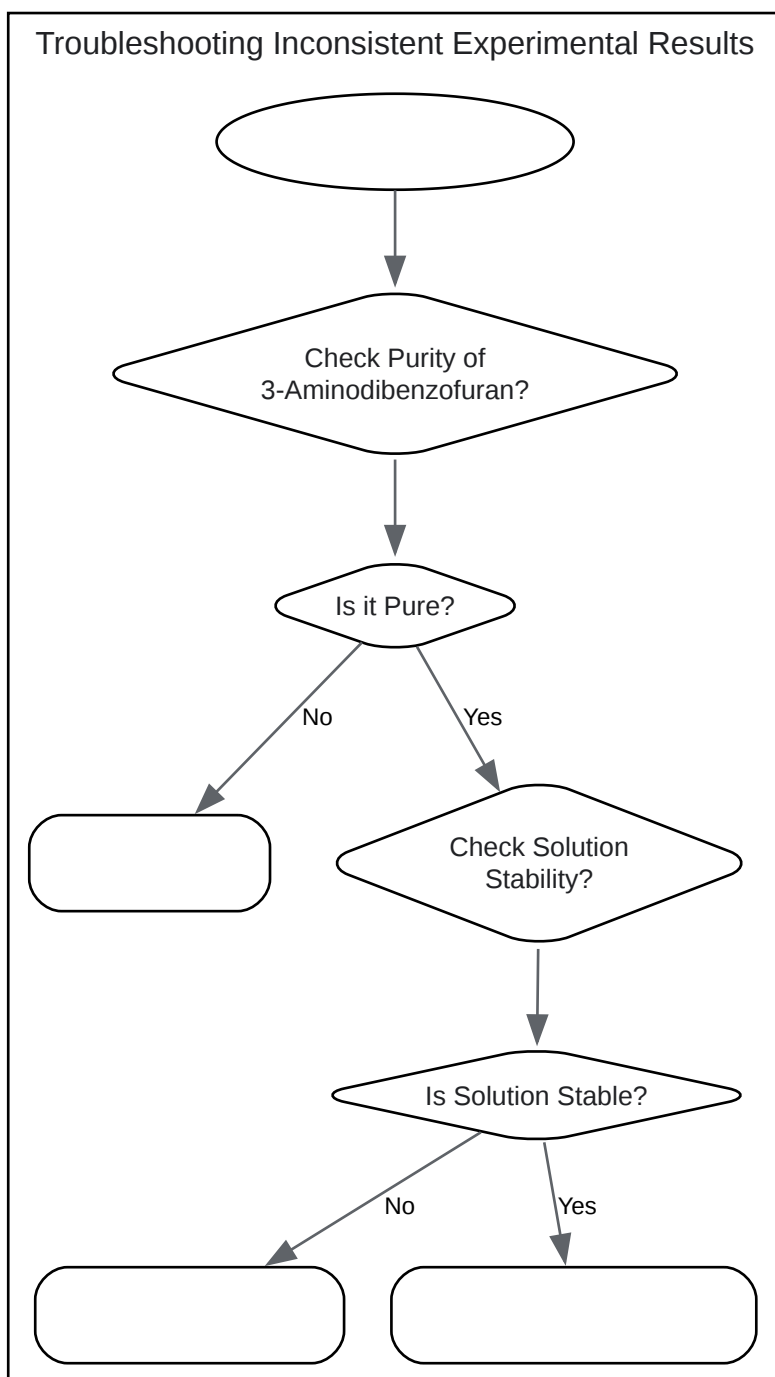 Troubleshooting Inconsistent Experimental Results
Check Purity of
3-Aminodibenzofuran?
Is it Pure?
No
Yes
Check Solution
Stability?
Is Solution Stable?
No
Yes